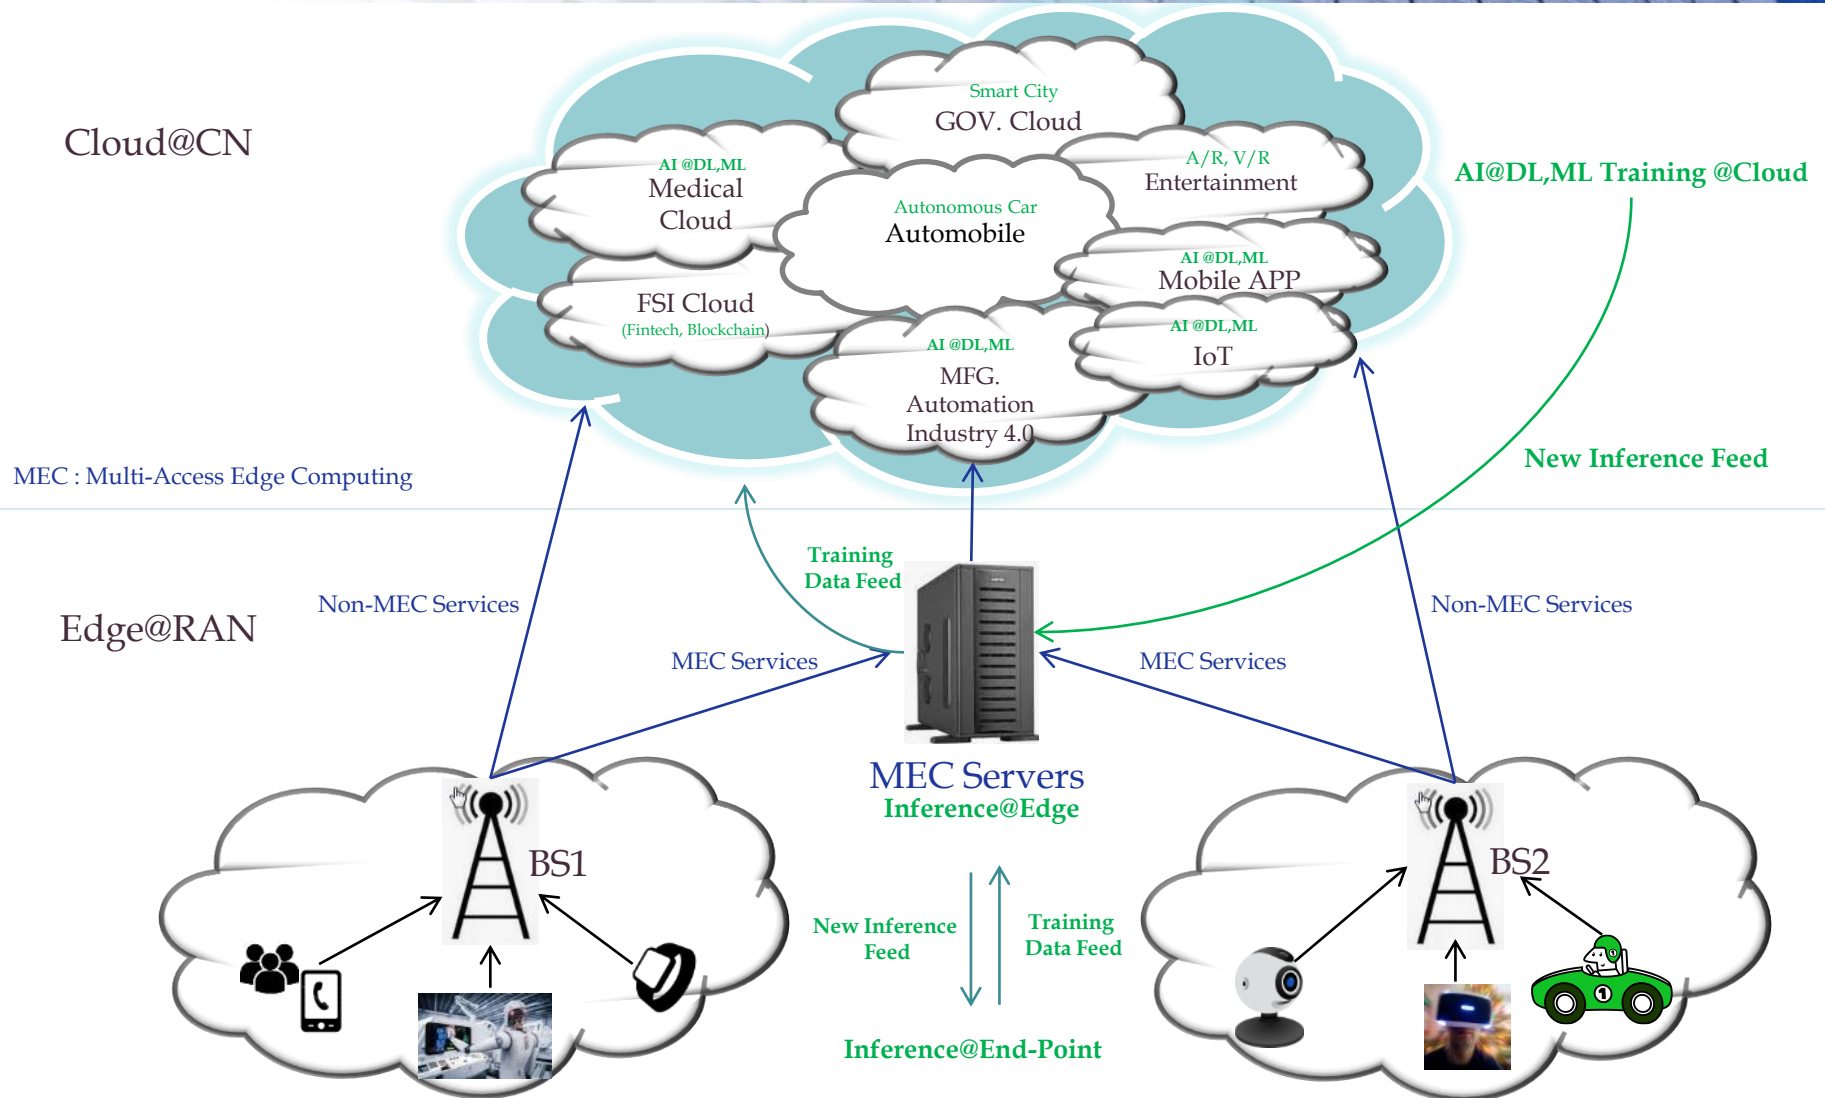 Smart City
GOV. Cloud
Cloud@CN
AI @DL,ML
Medical
Cloud
A/R, V/R
Entertainment
AI@DL,ML Training @Cloud
Autonomous Car
Automobile
AI @DL,ML
Mobile APP
FSI Cloud
(Fintech, Blockchain)
AI @DL,ML
IoT
AI @DL,ML
MFG.
Automation
Industry 4.0
New Inference Feed
MEC : Multi-Access Edge Computing
Training
Data Feed
Non-MEC Services
Non-MEC Services
Edge@RAN
MEC Services
MEC Services
MEC Servers
Inference@Edge
BS1
BS2
New Inference
Feed
Training
Data Feed
Inference@End-Point
1
1